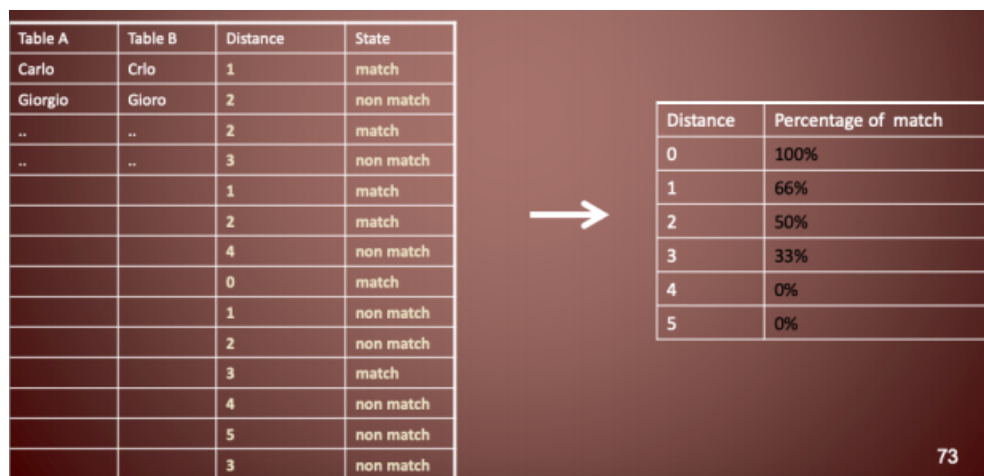 Table A Table B Distance State
Carlo Crlo 1 match
Giorgio Gioro 2 non match
.. .. 2 match
.. .. 3 non match
1 match
2 match
4 non match
0 match
1 non match
2 non match
3 match
4 non match
5 non match
3 non match
Distance Percentage of match
0 100%
1 66%
2 50%
3 33%
4 0%
5 0%
73